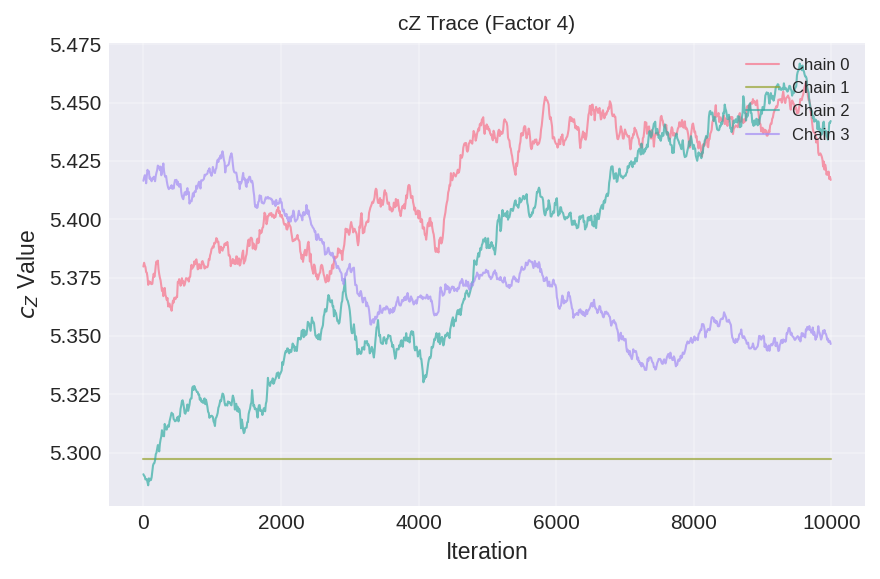 cZ Trace (Factor 4)
5.475
5.450
5.425
5.400
5.375
5.350
5.325
5.300
cZ Value
Chain 0
Chain 1
Chain 2
Chain 3
0 2000 4000 6000 8000 10000
Iteration